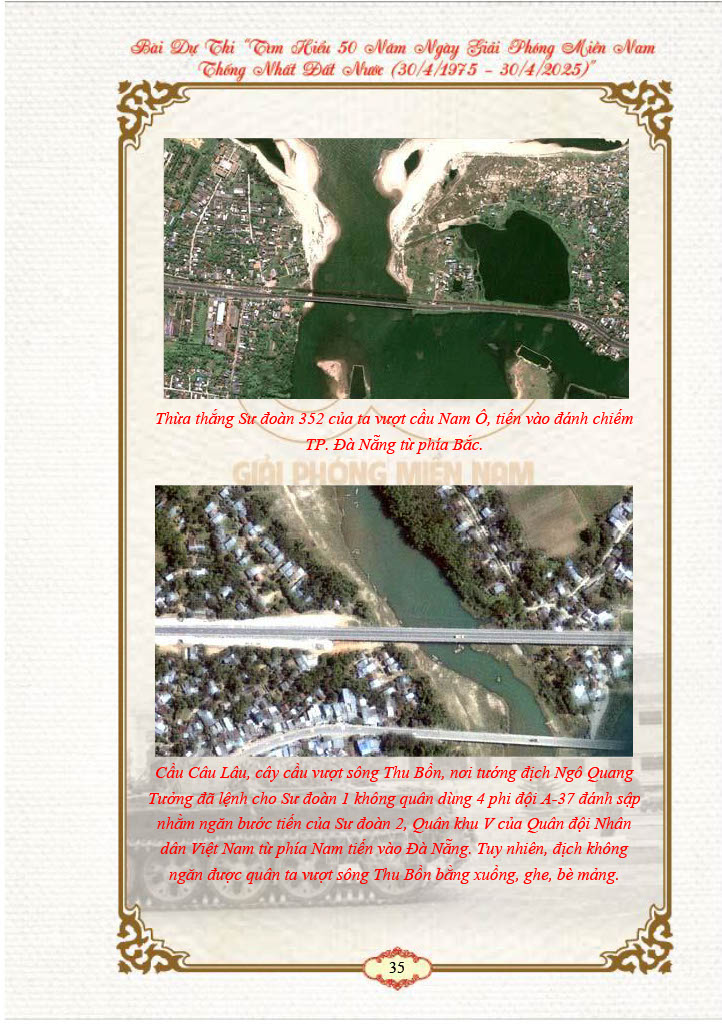 Bài Dự Thi “Tìm Hiểu 50 Năm Ngày Giải Phóng Miền Nam
Thống Nhất Đất Nước (30/4/1975 – 30/4/2025)”
Thừa thắng Sư đoàn 352 của ta vượt cầu Nam Ô, tiến vào đánh chiếm
TP. Đà Nẵng từ phía Bắc.
GIẢI PHÓNG MIỀN NAM
Cầu Câu Lâu, cây cầu vượt sông Thu Bồn, nơi tướng địch Ngô Quang
Tưởng đã lệnh cho Sư đoàn 1 không quân dùng 4 phi đội A-37 đánh sập
nhằm ngăn bước tiến của Sư đoàn 2, Quân khu V của Quân đội Nhân
dân Việt Nam từ phía Nam tiến vào Đà Nẵng. Tuy nhiên, địch không
ngăn được quân ta vượt sông Thu Bồn bằng xuồng, ghe, bè mảng.
35